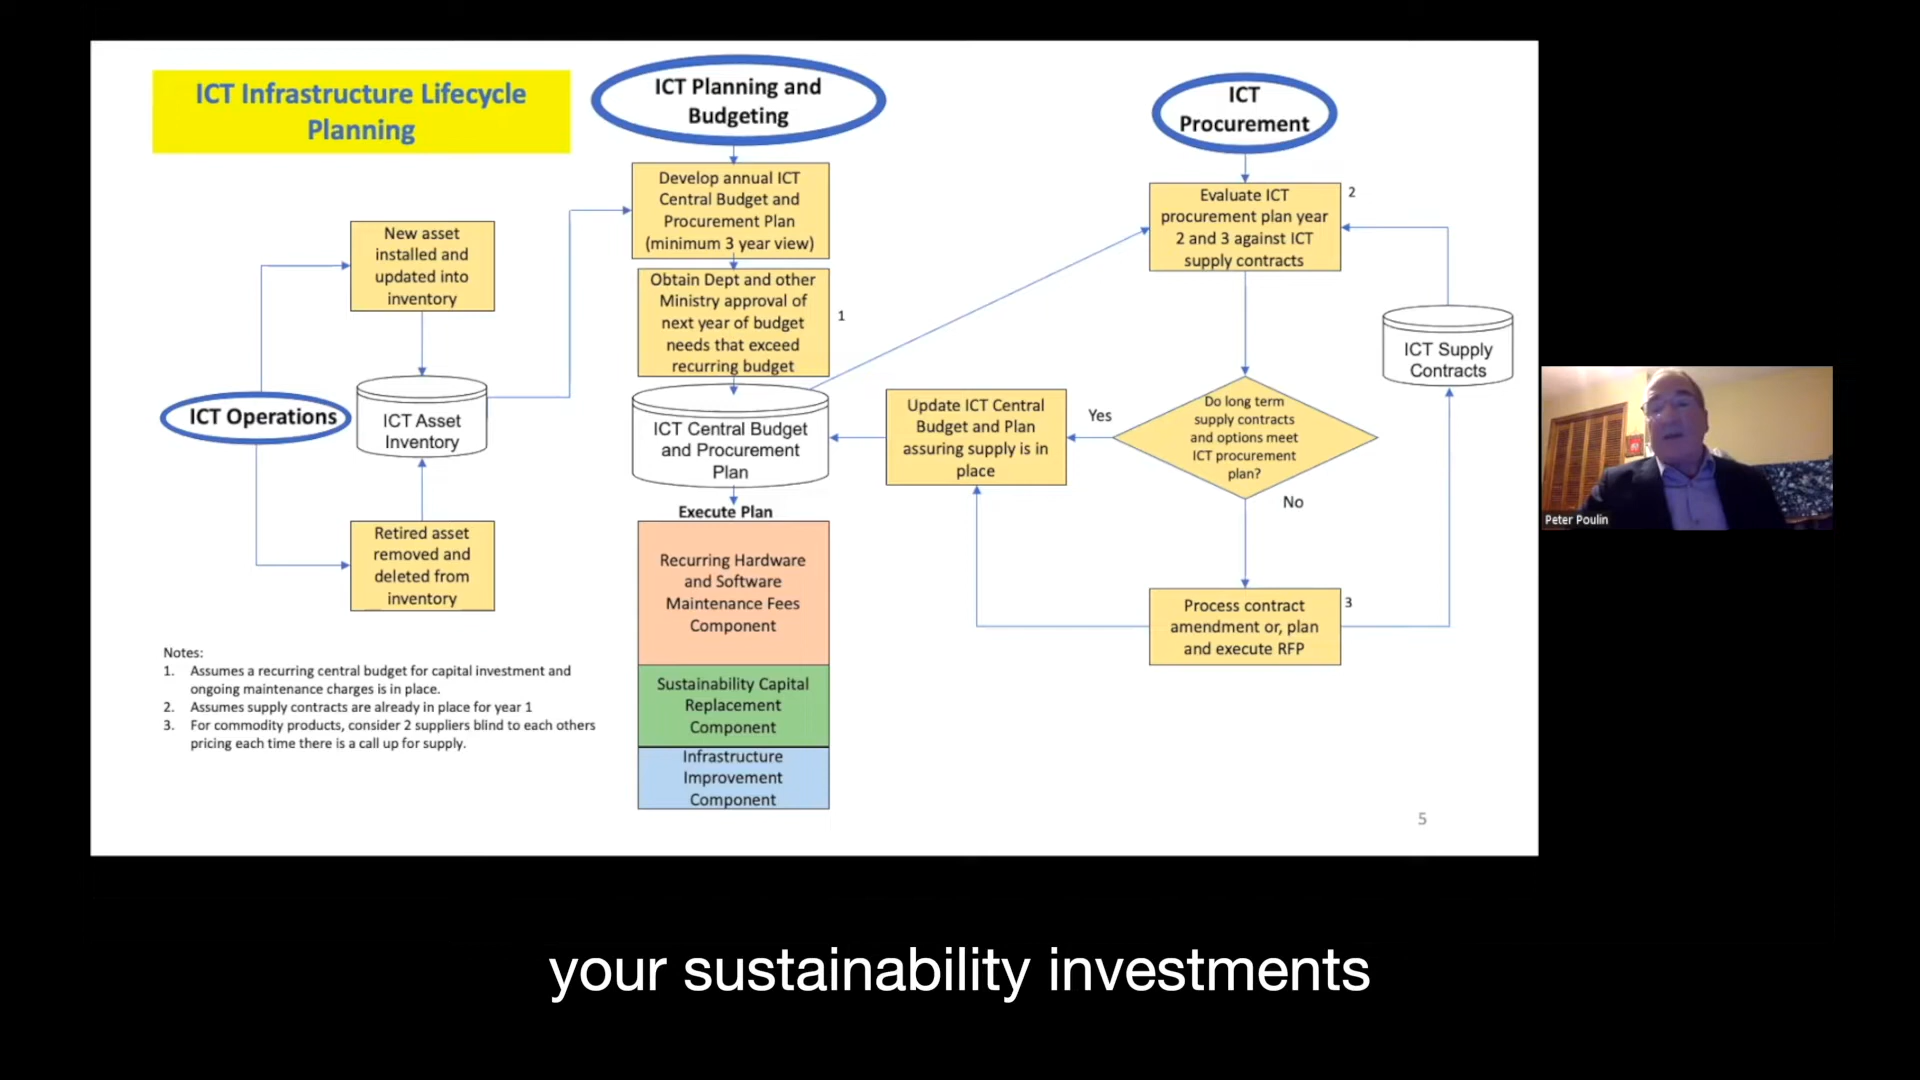 ICT Infrastructure Lifecycle
Planning
ICT Planning and
Budgeting
ICT
Procurement
Develop annual ICT
Central Budget and
Procurement Plan
(minimum 3 year view)
Evaluate ICT
procurement plan year
2 and 3 against ICT
supply contracts
2
New asset
installed and
updated into
inventory
Obtain Dept and other
Ministry approval of
next year of budget
needs that exceed
recurring budget
1
ICT Supply
Contracts
ICT Operations
ICT Asset
Inventory
ICT Central Budget
and Procurement
Plan
Update ICT Central
Budget and Plan
assuring supply is in
place
Yes
Do long term
supply contracts
and options meet
ICT procurement
plan?
No
Execute Plan
Retired asset
removed and
deleted from
inventory
Recurring Hardware
and Software
Maintenance Fees
Component
Process contract
amendment or, plan
and execute RFP
3
Sustainability Capital
Replacement
Component
Infrastructure
Improvement
Component
Notes:
1. Assumes a recurring central budget for capital investment and
ongoing maintenance charges is in place.
2. Assumes supply contracts are already in place for year 1
3. For commodity products, consider 2 suppliers blind to each others
pricing each time there is a call up for supply.
5
Peter Poulin
your sustainability investments